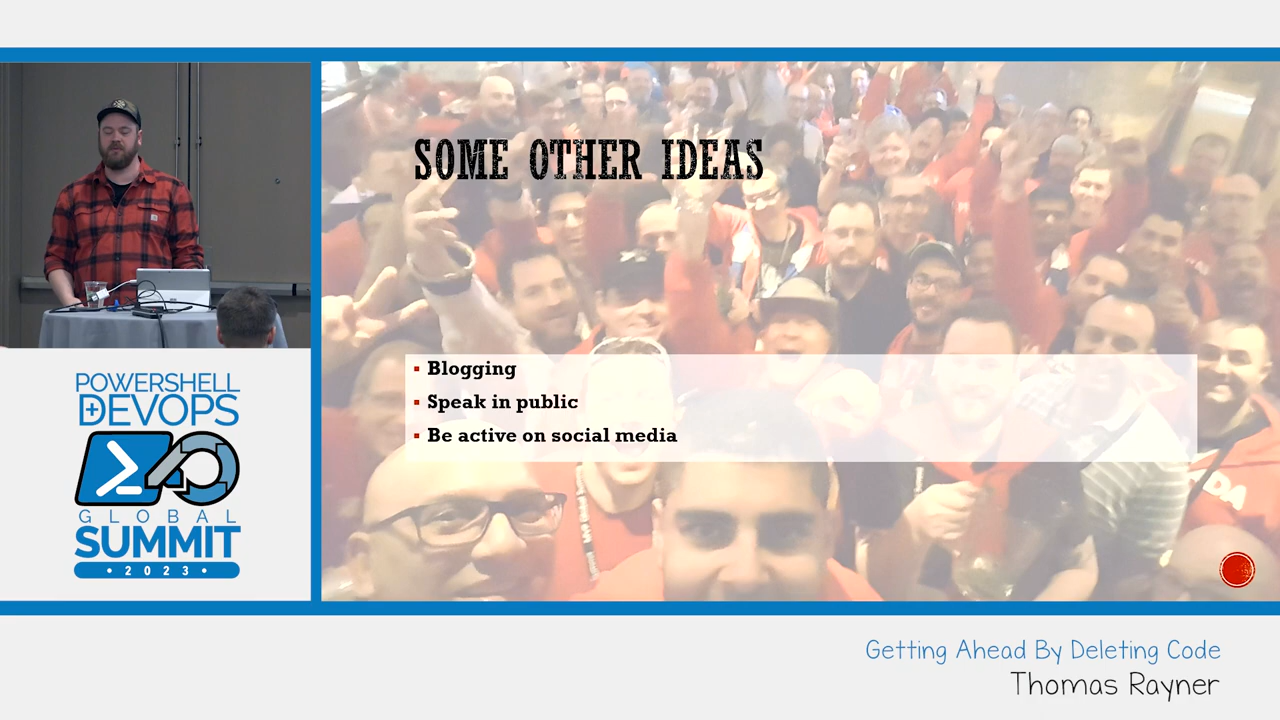 SOME OTHER IDEAS
Blogging
Speak in public
Be active on social media
POWERSHELL
+DEVOPS
GLOBAL
SUMMIT
• 2023 •
Getting Ahead By Deleting Code
Thomas Rayner